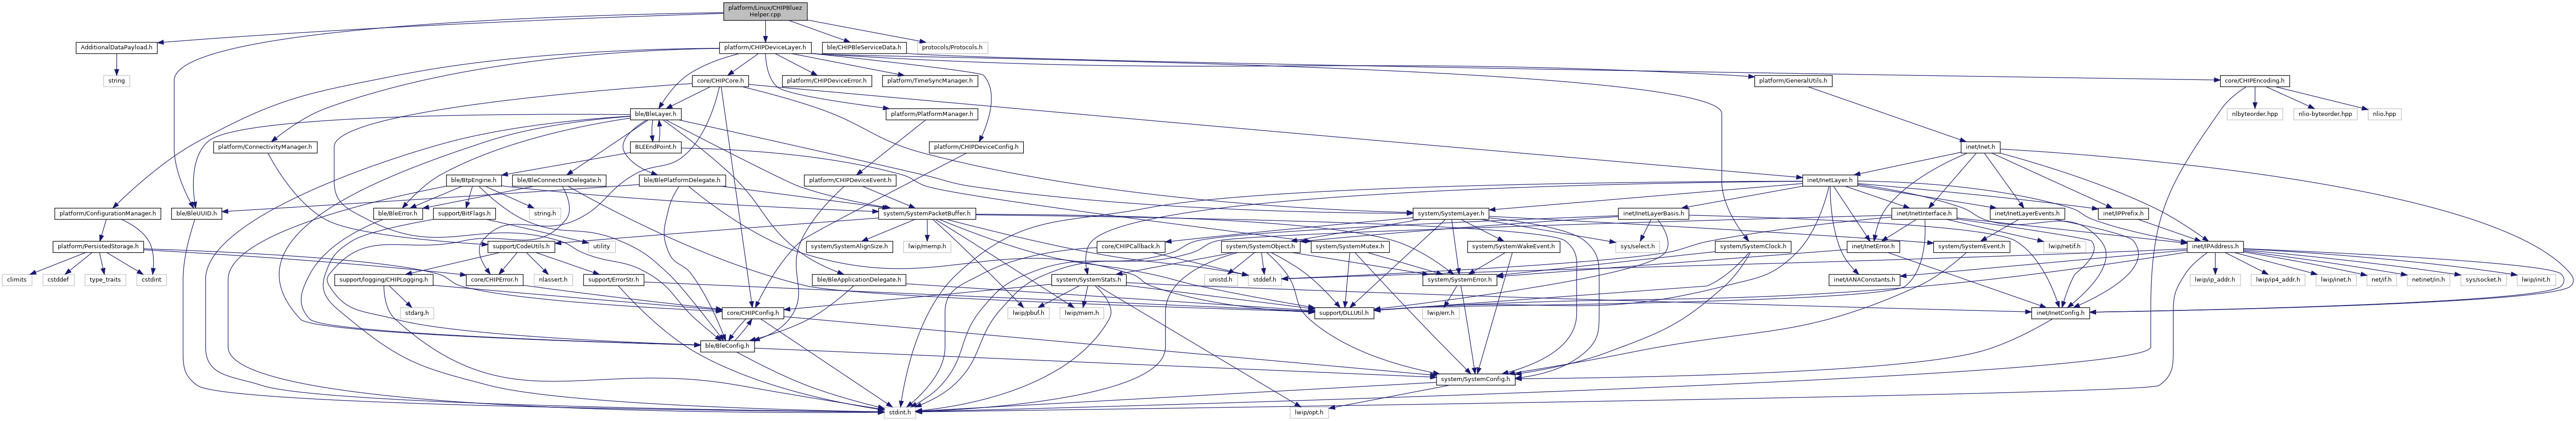 platform/Linux/CHIPBluez
Helper.cpp
AdditionalDataPayload.h
platform/CHIPDeviceLayer.h
ble/CHIPBleServiceData.h
protocols/Protocols.h
string
core/CHIPCore.h
platform/CHIPDeviceError.h
platform/TimeSyncManager.h
platform/GeneralUtils.h
core/CHIPEncoding.h
ble/BleLayer.h
platform/PlatformManager.h
nlbyteorder.hpp
nlio-byteorder.hpp
nlio.hpp
platform/ConnectivityManager.h
BLEEndPoint.h
platform/CHIPDeviceConfig.h
inet/Inet.h
ble/BtpEngine.h
ble/BleConnectionDelegate.h
ble/BlePlatformDelegate.h
platform/CHIPDeviceEvent.h
inet/InetLayer.h
platform/ConfigurationManager.h
ble/BleUUID.h
ble/BleError.h
support/BitFlags.h
string.h
system/SystemPacketBuffer.h
system/SystemLayer.h
inet/InetLayerBasis.h
inet/InetInterface.h
inet/InetLayerEvents.h
inet/IPPrefix.h
platform/PersistedStorage.h
support/CodeUtils.h
utility
system/SystemAlignSize.h
lwip/memp.h
core/CHIPCallback.h
system/SystemObject.h
system/SystemMutex.h
system/SystemWakeEvent.h
sys/select.h
system/SystemClock.h
inet/InetError.h
system/SystemEvent.h
lwip/netif.h
inet/IPAddress.h
climits
cstddef
type_traits
cstdint
support/logging/CHIPLogging.h
core/CHIPError.h
nlassert.h
support/ErrorStr.h
ble/BleApplicationDelegate.h
system/SystemStats.h
unistd.h
stddef.h
system/SystemError.h
inet/IANAConstants.h
lwip/ip_addr.h
lwip/ip4_addr.h
lwip/inet.h
net/if.h
netinet/in.h
sys/socket.h
lwip/init.h
stdarg.h
core/CHIPConfig.h
lwip/pbuf.h
lwip/mem.h
support/DLLUtil.h
lwip/err.h
inet/InetConfig.h
ble/BleConfig.h
system/SystemConfig.h
stdint.h
lwip/opt.h